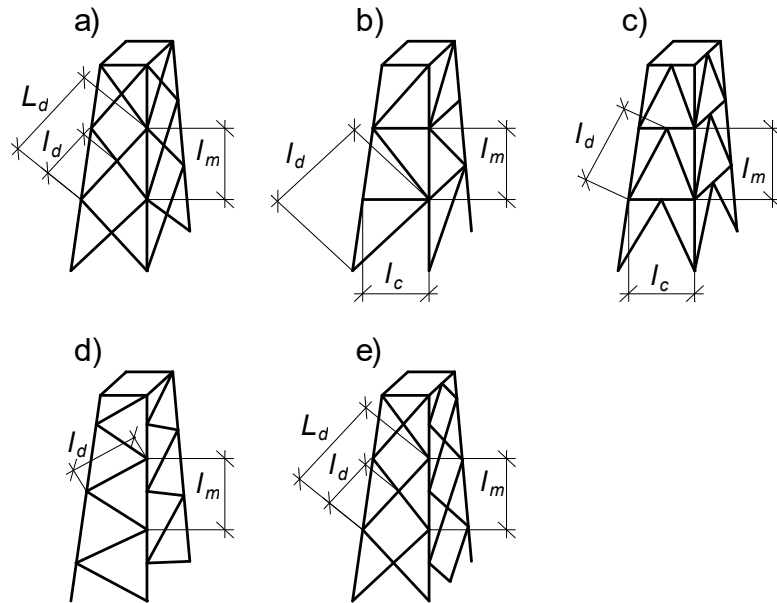 a) b) c)
L_d l_d l_m
l_d l_m l_c
l_d l_m l_c
d) e)
l_d l_m
L_d l_d l_m